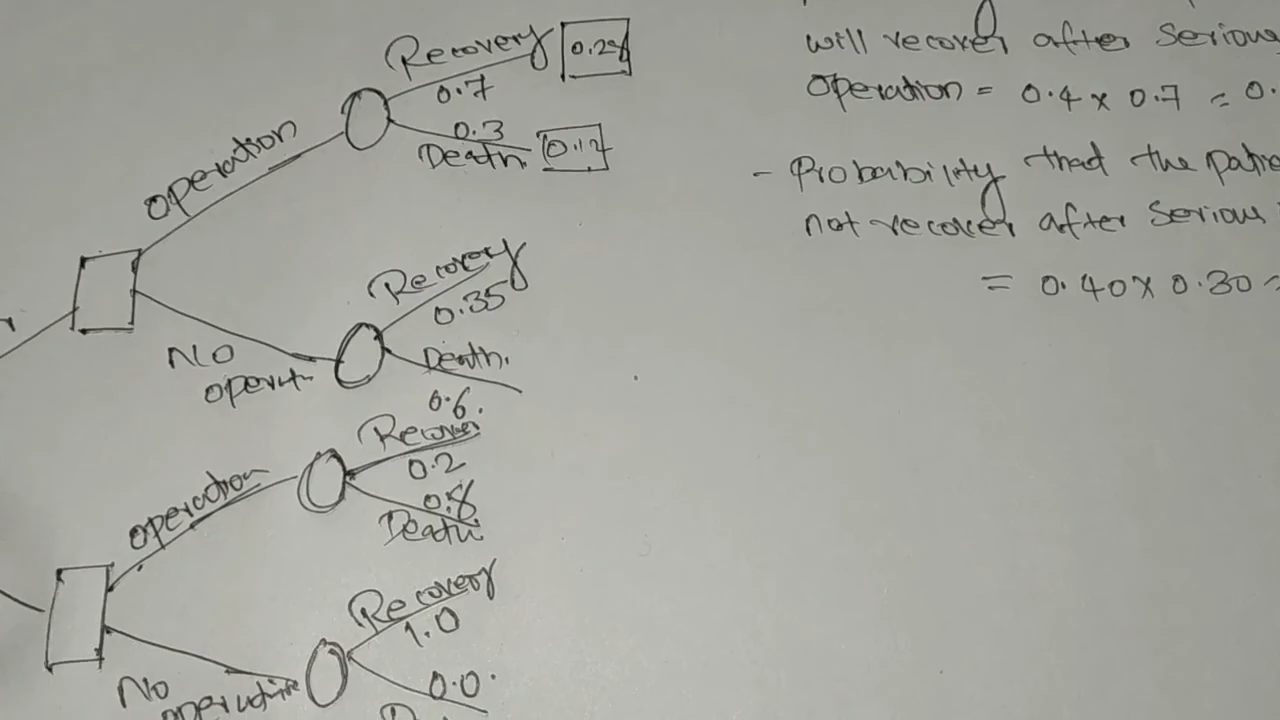 Recovery
0.28
0.7
0.3
Death.
0.12
operation
Recovery
0.35
Death.
0.6.
No
operati
Recover
0.2
0.8
Death.
operation
Recovery
1.0
0.0.
No
will recover after serious
operation = 0.4 x 0.7 = 0.
- Probability that the patie
not recover after serious
= 0.40 x 0.30 =